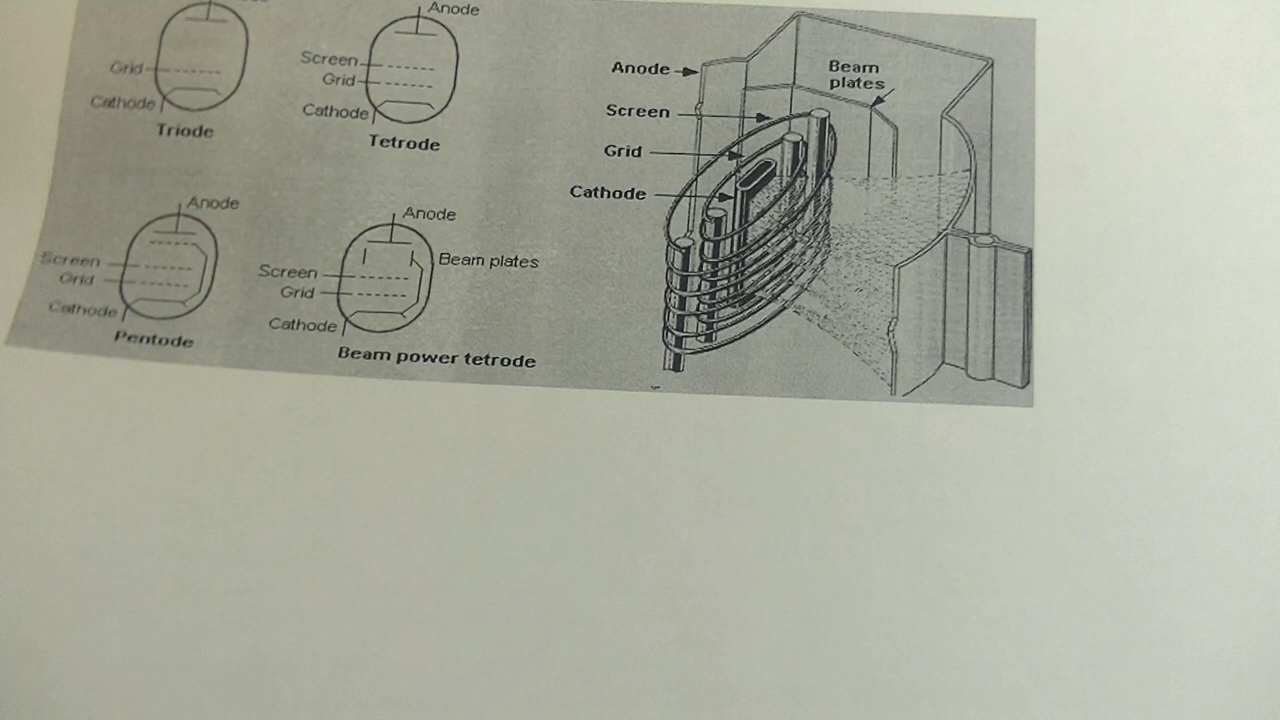 Anode
Grid
Cathode
Triode
Anode
Screen
Grid
Cathode
Tetrode
Anode
Screen
Grid
Cathode
Pentode
Anode
Beam plates
Screen
Grid
Cathode
Beam power tetrode
Anode
Beam
plates
Screen
Grid
Cathode